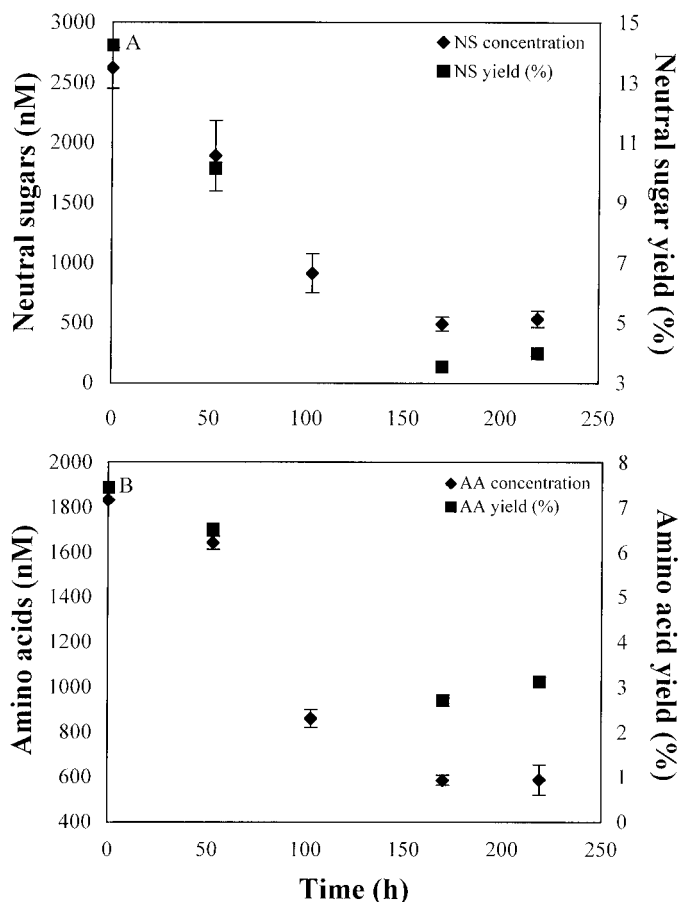 3000
2500
2000
1500
1000
500
0
Neutral sugars (nM)
A
NS concentration
NS yield (%)
15
13
11
9
7
5
3
Neutral sugar yield
(%)
0 50 100 150 200 250
2000
1800
1600
1400
1200
1000
800
600
400
Amino acids (nM)
B
AA concentration
AA yield (%)
8
7
6
5
4
3
2
1
0
Amino acid yield
(%)
0 50 100 150 200 250
Time (h)